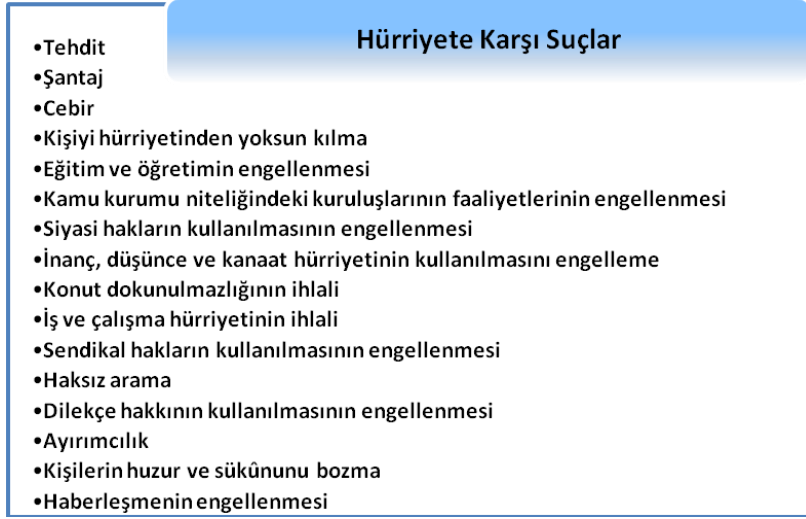 Hürriyete Karşı Suçlar
•Tehdit
•Şantaj
•Cebir
•Kişiyi hürriyetinden yoksun kılma
•Eğitim ve öğretimin engellenmesi
•Kamu kurumu niteliğindeki kuruluşlarının faaliyetlerinin engellenmesi
•Siyasi hakların kullanılmasının engellenmesi
•İnanç, düşünce ve kanaat hürriyetinin kullanılmasını engelleme
•Konut dokunulmazlığının ihlali
•İş ve çalışma hürriyetinin ihlali
•Sendikal hakların kullanılmasının engellenmesi
•Haksız arama
•Dilekçe hakkının kullanılmasının engellenmesi
•Ayırımcılık
•Kişilerin huzur ve sükûnunu bozma
•Haberleşmenin engellenmesi